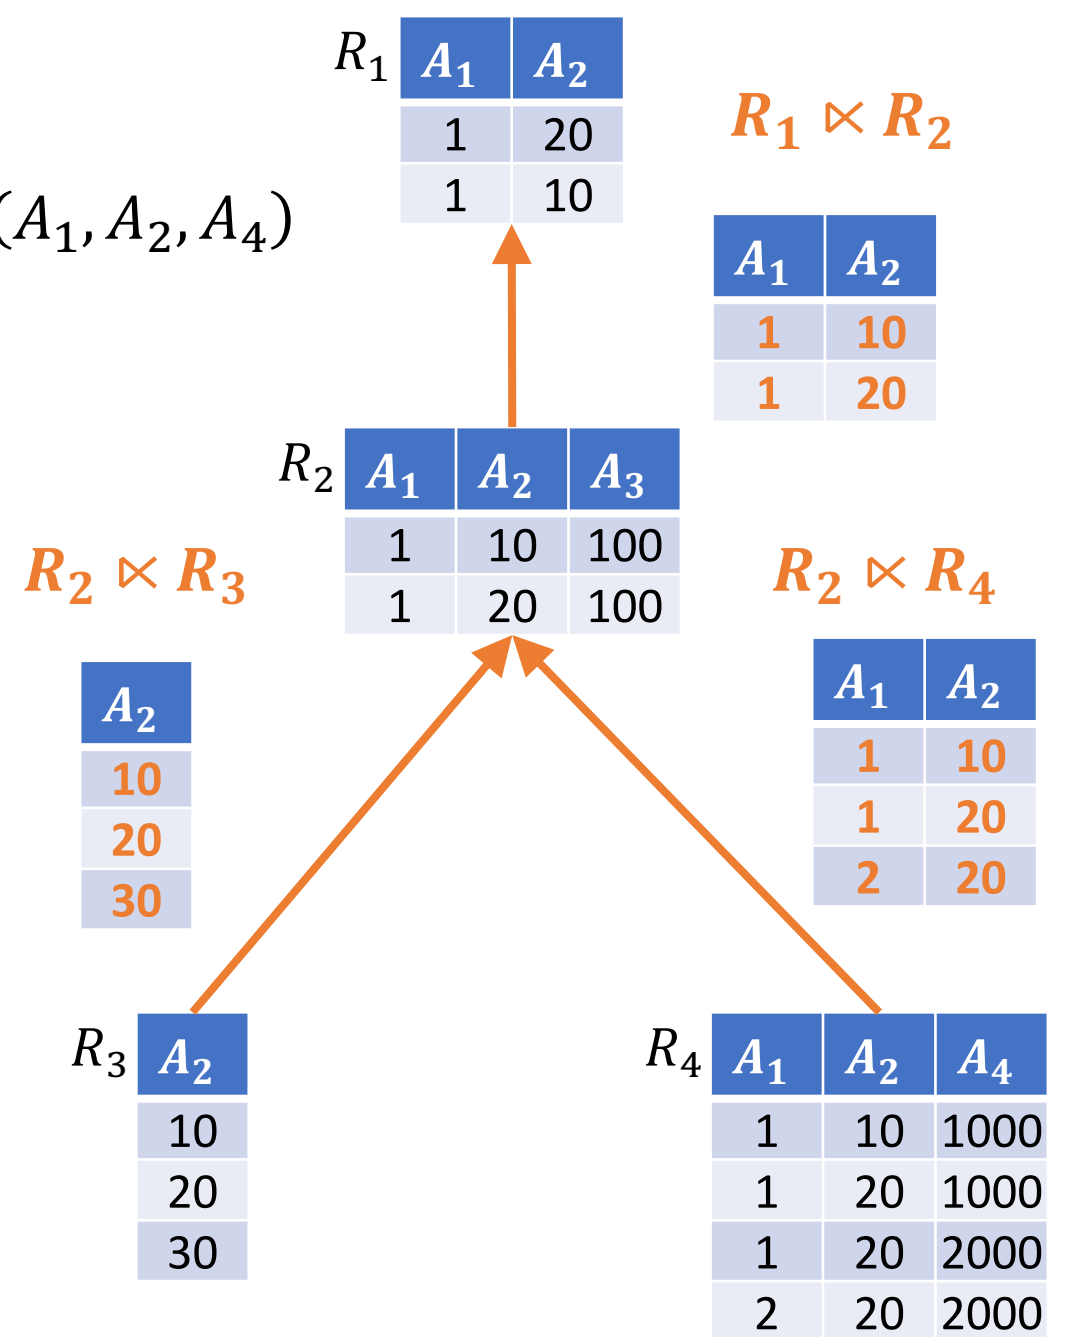 R₁ A₁ A₂
1 20
1 10
R₁ ⋉ R₂
(A₁, A₂, A₄)
A₁ A₂
1 10
1 20
R₂ A₁ A₂ A₃
1 10 100
1 20 100
R₂ ⋉ R₃
A₂
10
20
30
R₂ ⋉ R₄
A₁ A₂
1 10
1 20
2 20
R₃ A₂
10
20
30
R₄ A₁ A₂ A₄
1 10 1000
1 20 1000
1 20 2000
2 20 2000